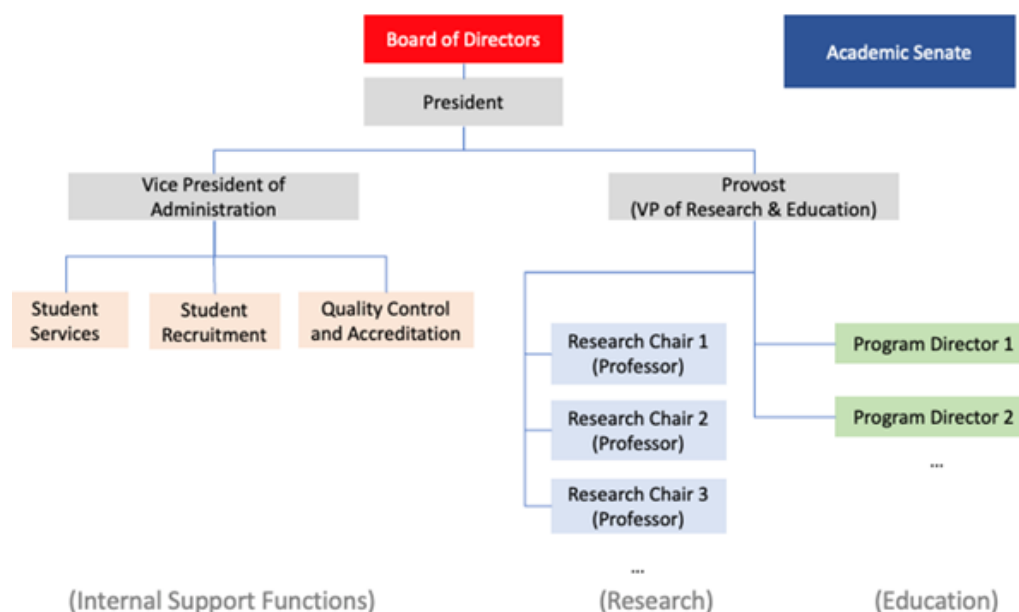 Board of Directors
Academic Senate
President
Vice President of
Administration
Provost
(VP of Research & Education)
Student
Services
Student
Recruitment
Quality Control
and Accreditation
Research Chair 1
(Professor)
Program Director 1
Research Chair 2
(Professor)
Program Director 2
...
Research Chair 3
(Professor)
...
(Internal Support Functions)
(Research)
(Education)